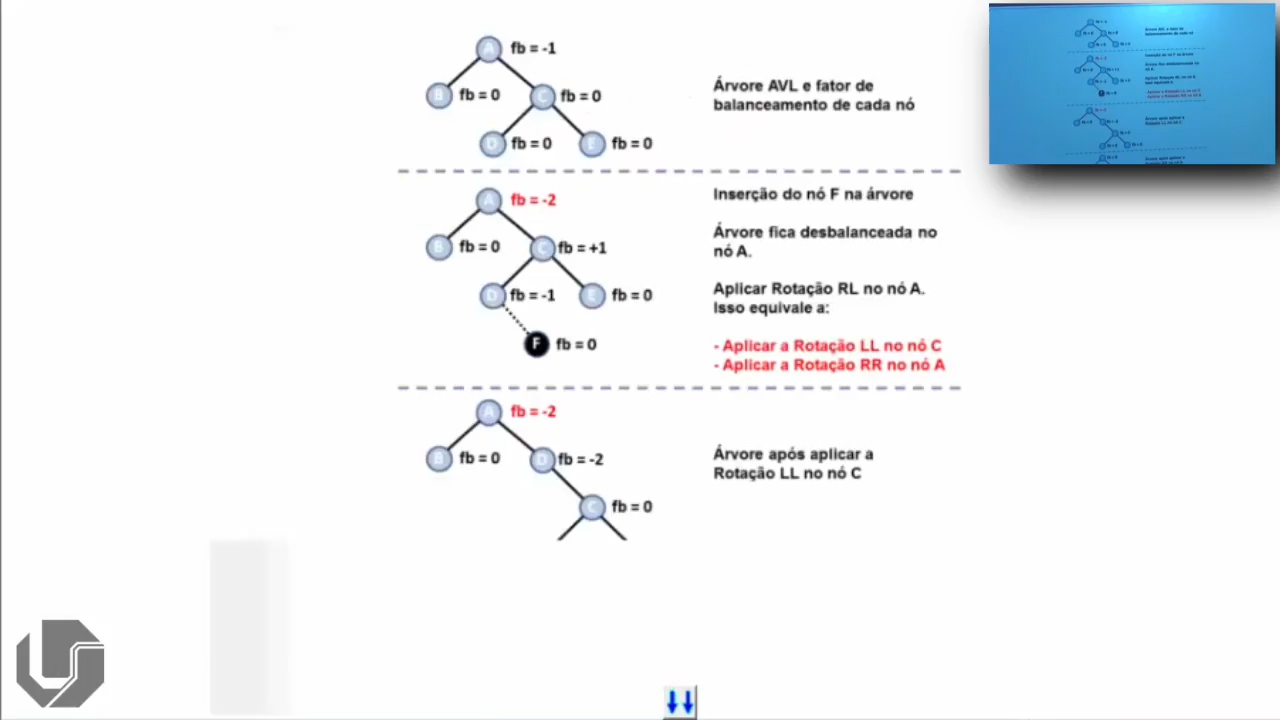 A fb = -1
B fb = 0 C fb = 0
D fb = 0 E fb = 0
Árvore AVL e fator de
balanceamento de cada nó
A fb = -2
B fb = 0 C fb = +1
D fb = -1 E fb = 0
F fb = 0
Inserção do nó F na árvore
Árvore fica desbalanceada no
nó A.
Aplicar Rotação RL no nó A.
Isso equivale a:
- Aplicar a Rotação LL no nó C
- Aplicar a Rotação RR no nó A
A fb = -2
B fb = 0 D fb = -2
C fb = 0
Árvore após aplicar a
Rotação LL no nó C